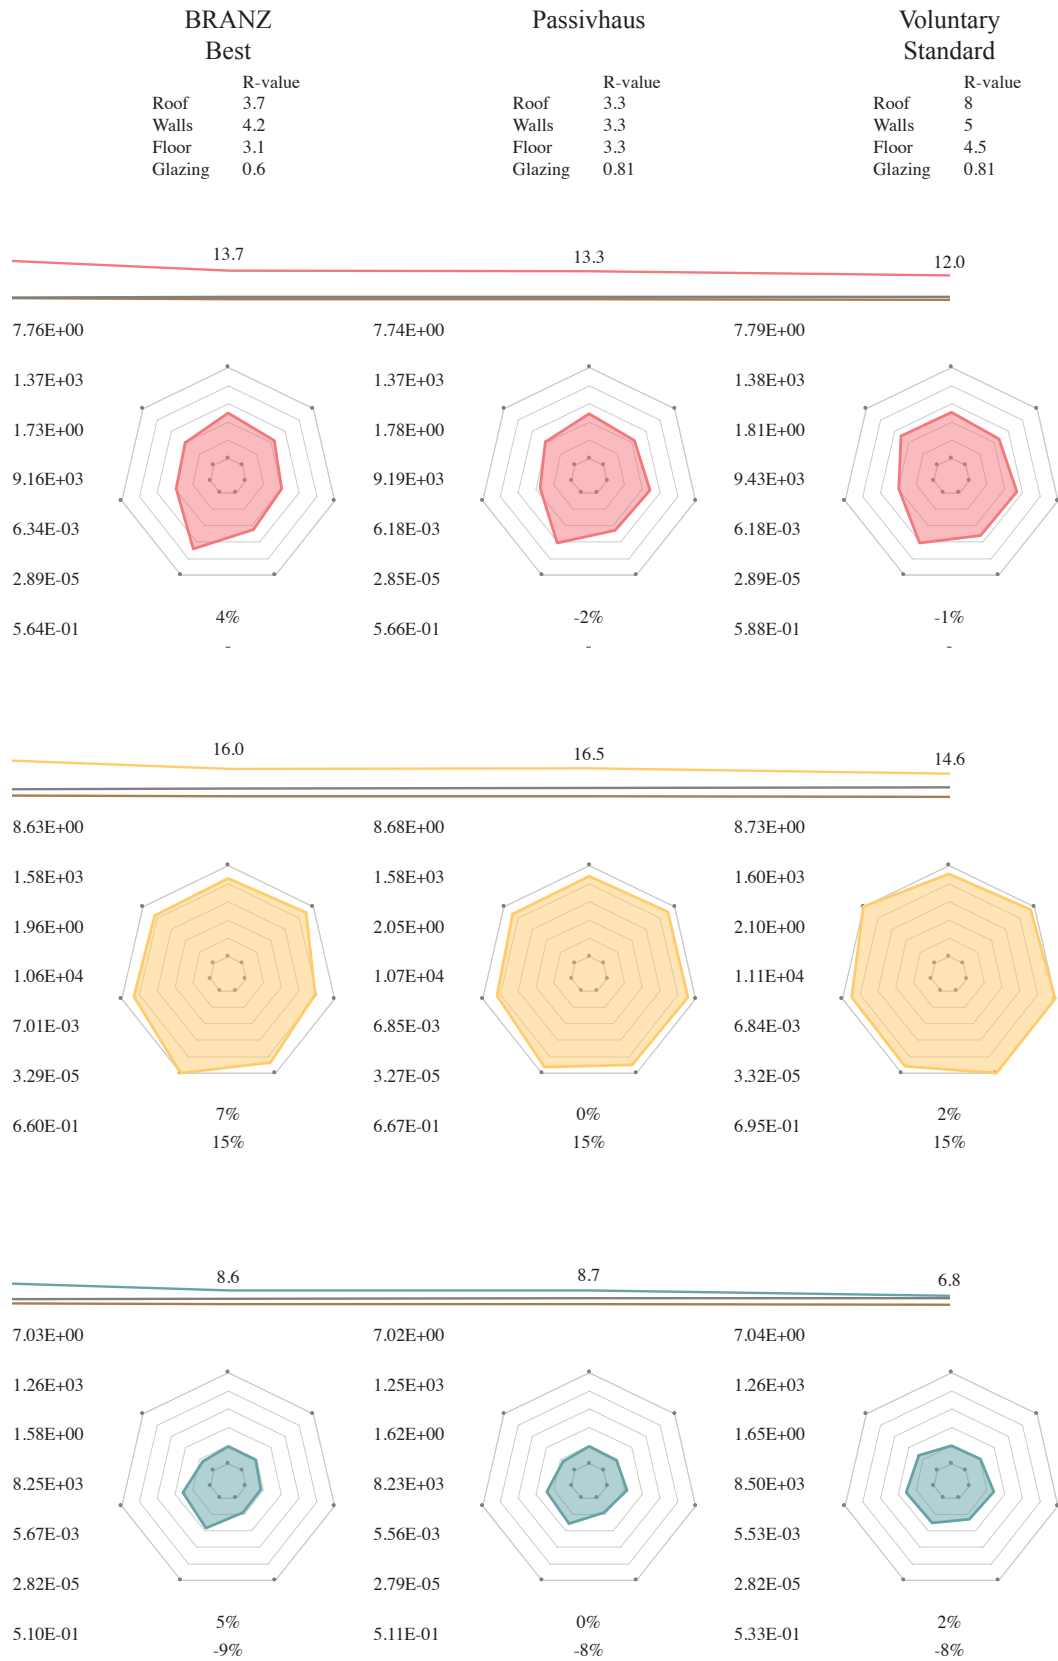 BRANZ Best
Passivhaus
Voluntary Standard
R-value
Roof 3.7
Walls 4.2
Floor 3.1
Glazing 0.6
R-value
Roof 3.3
Walls 3.3
Floor 3.3
Glazing 0.81
R-value
Roof 8
Walls 5
Floor 4.5
Glazing 0.81
13.7 13.3 12.0
7.76E+00 7.74E+00 7.79E+00
1.37E+03 1.37E+03 1.38E+03
1.73E+00 1.78E+00 1.81E+00
9.16E+03 9.19E+03 9.43E+03
6.34E-03 6.18E-03 6.18E-03
2.89E-05 2.85E-05 2.89E-05
4% -2% -1%
5.64E-01 5.66E-01 5.88E-01
- - -
16.0 16.5 14.6
8.63E+00 8.68E+00 8.73E+00
1.58E+03 1.58E+03 1.60E+03
1.96E+00 2.05E+00 2.10E+00
1.06E+04 1.07E+04 1.11E+04
7.01E-03 6.85E-03 6.84E-03
3.29E-05 3.27E-05 3.32E-05
7% 0% 2%
6.60E-01 6.67E-01 6.95E-01
15% 15% 15%
8.6 8.7 6.8
7.03E+00 7.02E+00 7.04E+00
1.26E+03 1.25E+03 1.26E+03
1.58E+00 1.62E+00 1.65E+00
8.25E+03 8.23E+03 8.50E+03
5.67E-03 5.56E-03 5.53E-03
2.82E-05 2.79E-05 2.82E-05
5% 0% 2%
5.10E-01 5.11E-01 5.33E-01
-9% -8% -8%